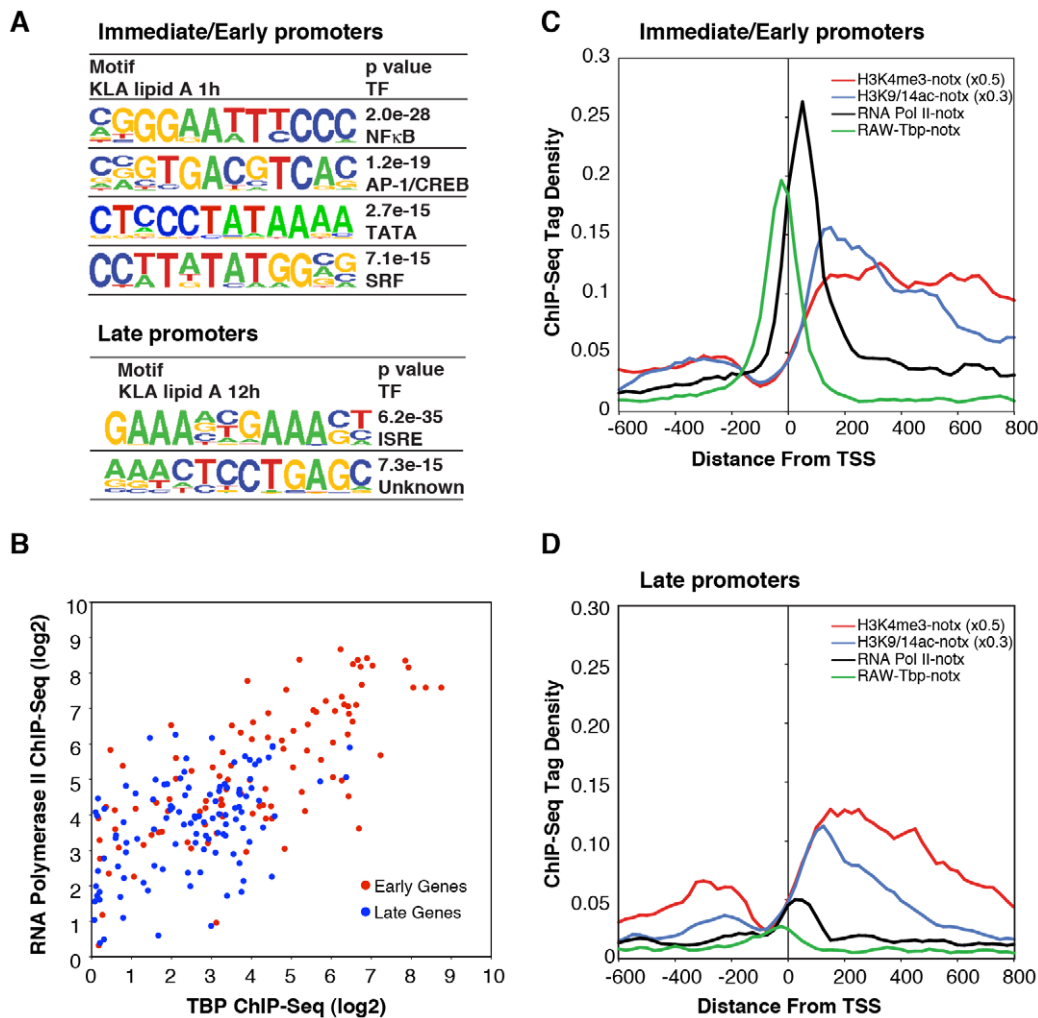 A
Immediate/Early promoters
Motif p value
KLA lipid A 1h TF
CGGGAATTTCCC 2.0e-28
NFκB
CCGTGACGTCAC 1.2e-19
AP-1/CREB
CTCCCTATAAAA 2.7e-15
TATA
CCTTATATGGCG 7.1e-15
SRF
Late promoters
Motif p value
KLA lipid A 12h TF
GAAAACGAAACT 6.2e-35
ISRE
AAACTCCTGAGC 7.3e-15
Unknown
B
RNA Polymerase II ChIP-Seq (log2)
10
9
8
7
6
5
4
3
2
1
0
0 1 2 3 4 5 6 7 8 9 10
TBP ChIP-Seq (log2)
Early Genes
Late Genes
C
Immediate/Early promoters
ChIP-Seq Tag Density
0.3
0.25
0.2
0.15
0.1
0.05
0
H3K4me3-notx (x0.5)
H3K9/14ac-notx (x0.3)
RNA Pol II-notx
RAW-Tbp-notx
-600 -400 -200 0 200 400 600 800
Distance From TSS
D
Late promoters
ChIP-Seq Tag Density
0.30
0.25
0.20
0.15
0.10
0.05
0
H3K4me3-notx (x0.5)
H3K9/14ac-notx (x0.3)
RNA Pol II-notx
RAW-Tbp-notx
-600 -400 -200 0 200 400 600 800
Distance From TSS